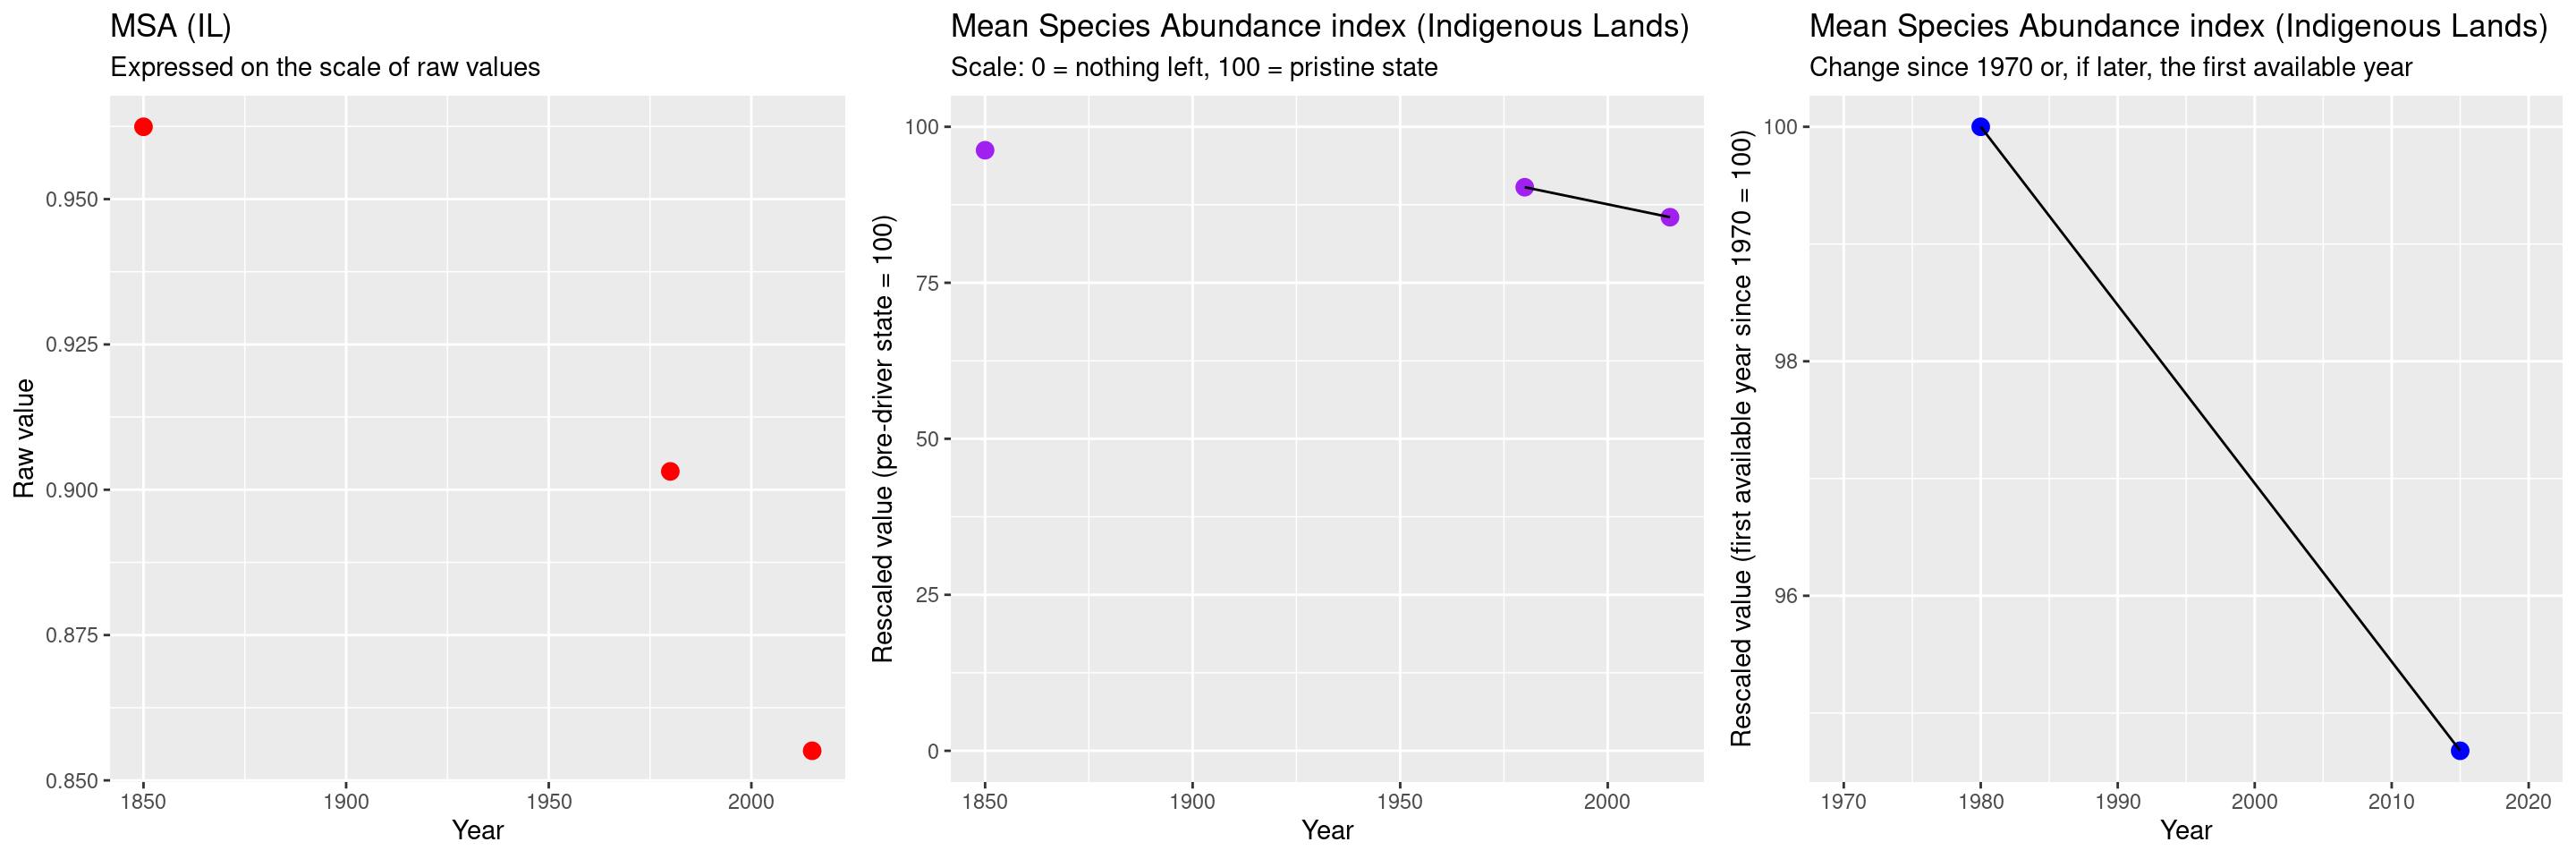 MSA (IL)
Expressed on the scale of raw values
Raw value
0.950
0.925
0.900
0.875
0.850
1850
1900
1950
2000
Year
Mean Species Abundance index (Indigenous Lands)
Scale: 0 = nothing left, 100 = pristine state
Rescaled value (pre-driver state = 100)
100
75
50
25
0
1850
1900
1950
2000
Year
Mean Species Abundance index (Indigenous Lands)
Change since 1970 or, if later, the first available year
Rescaled value (first available year since 1970 = 100)
100
98
96
1970
1980
1990
2000
2010
2020
Year